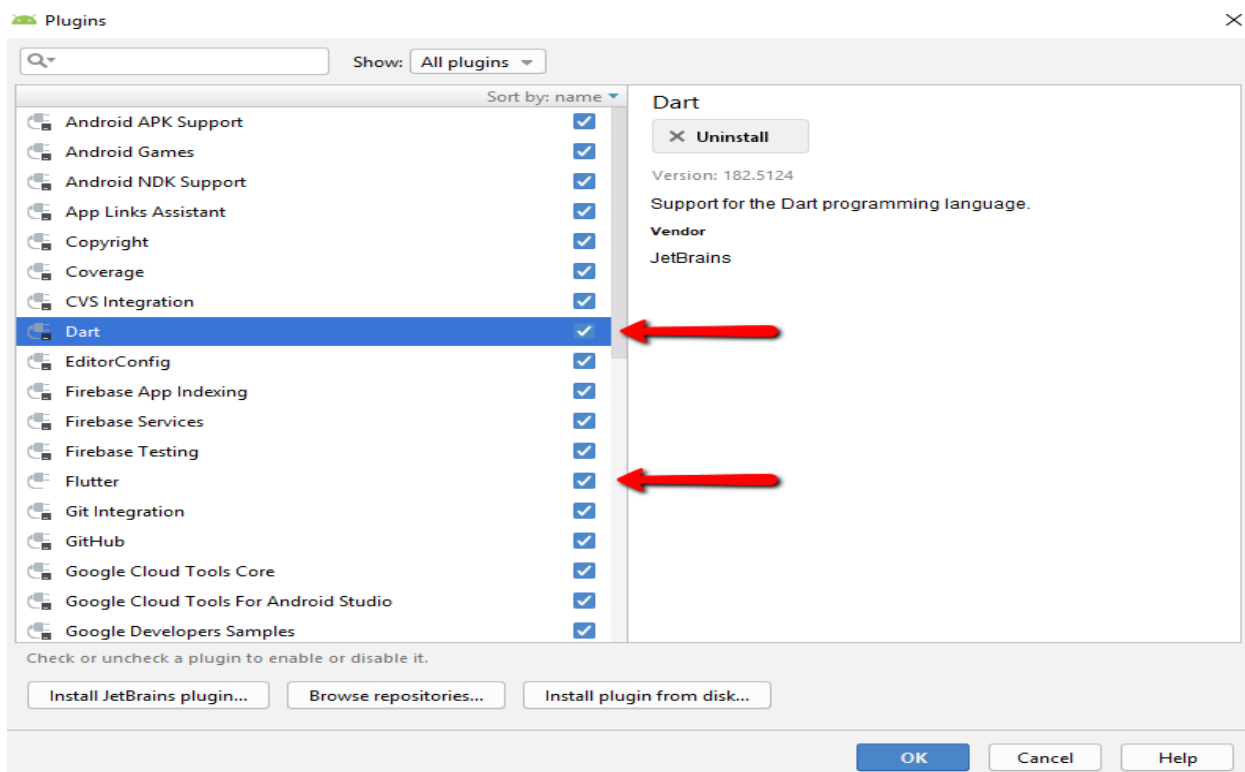 Plugins
Show: All plugins
Sort by: name
Android APK Support
Android Games
Android NDK Support
App Links Assistant
Copyright
Coverage
CVS Integration
Dart
EditorConfig
Firebase App Indexing
Firebase Services
Firebase Testing
Flutter
Git Integration
GitHub
Google Cloud Tools Core
Google Cloud Tools For Android Studio
Google Developers Samples
Check or uncheck a plugin to enable or disable it.
Dart
Uninstall
Version: 182.5124
Support for the Dart programming language.
Vendor
JetBrains
Install JetBrains plugin... Browse repositories... Install plugin from disk...
OK Cancel Help